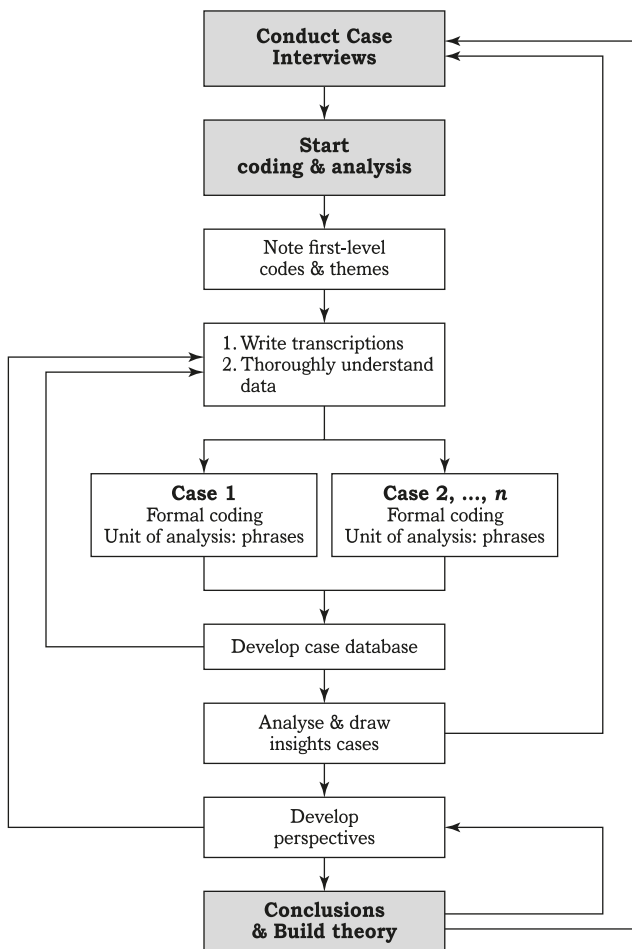 Conduct Case
Interviews
Start
coding & analysis
Note first-level
codes & themes
1. Write transcriptions
2. Thoroughly understand
data
Case 1
Formal coding
Unit of analysis: phrases
Case 2, ..., n
Formal coding
Unit of analysis: phrases
Develop case database
Analyse & draw
insights cases
Develop
perspectives
Conclusions
& Build theory